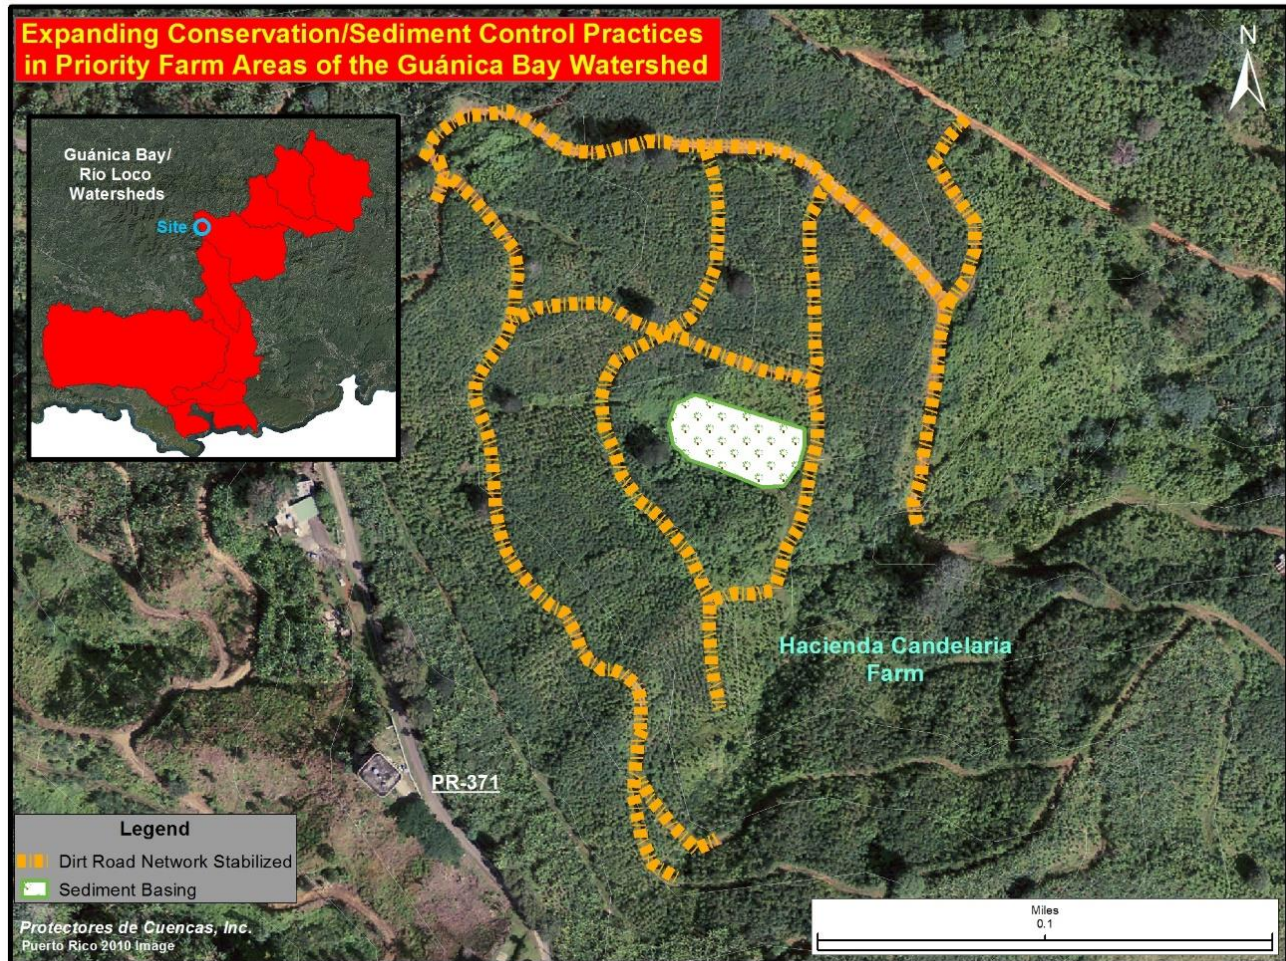 Expanding Conservation/Sediment Control Practices
in Priority Farm Areas of the Guánica Bay Watershed
N
Guánica Bay/
Rio Loco
Watersheds
Site
Hacienda Candelaria
Farm
PR-371
Legend
Dirt Road Network Stabilized
Sediment Basing
Protectores de Cuencas, Inc.
Puerto Rico 2010 Image
Miles
0.1